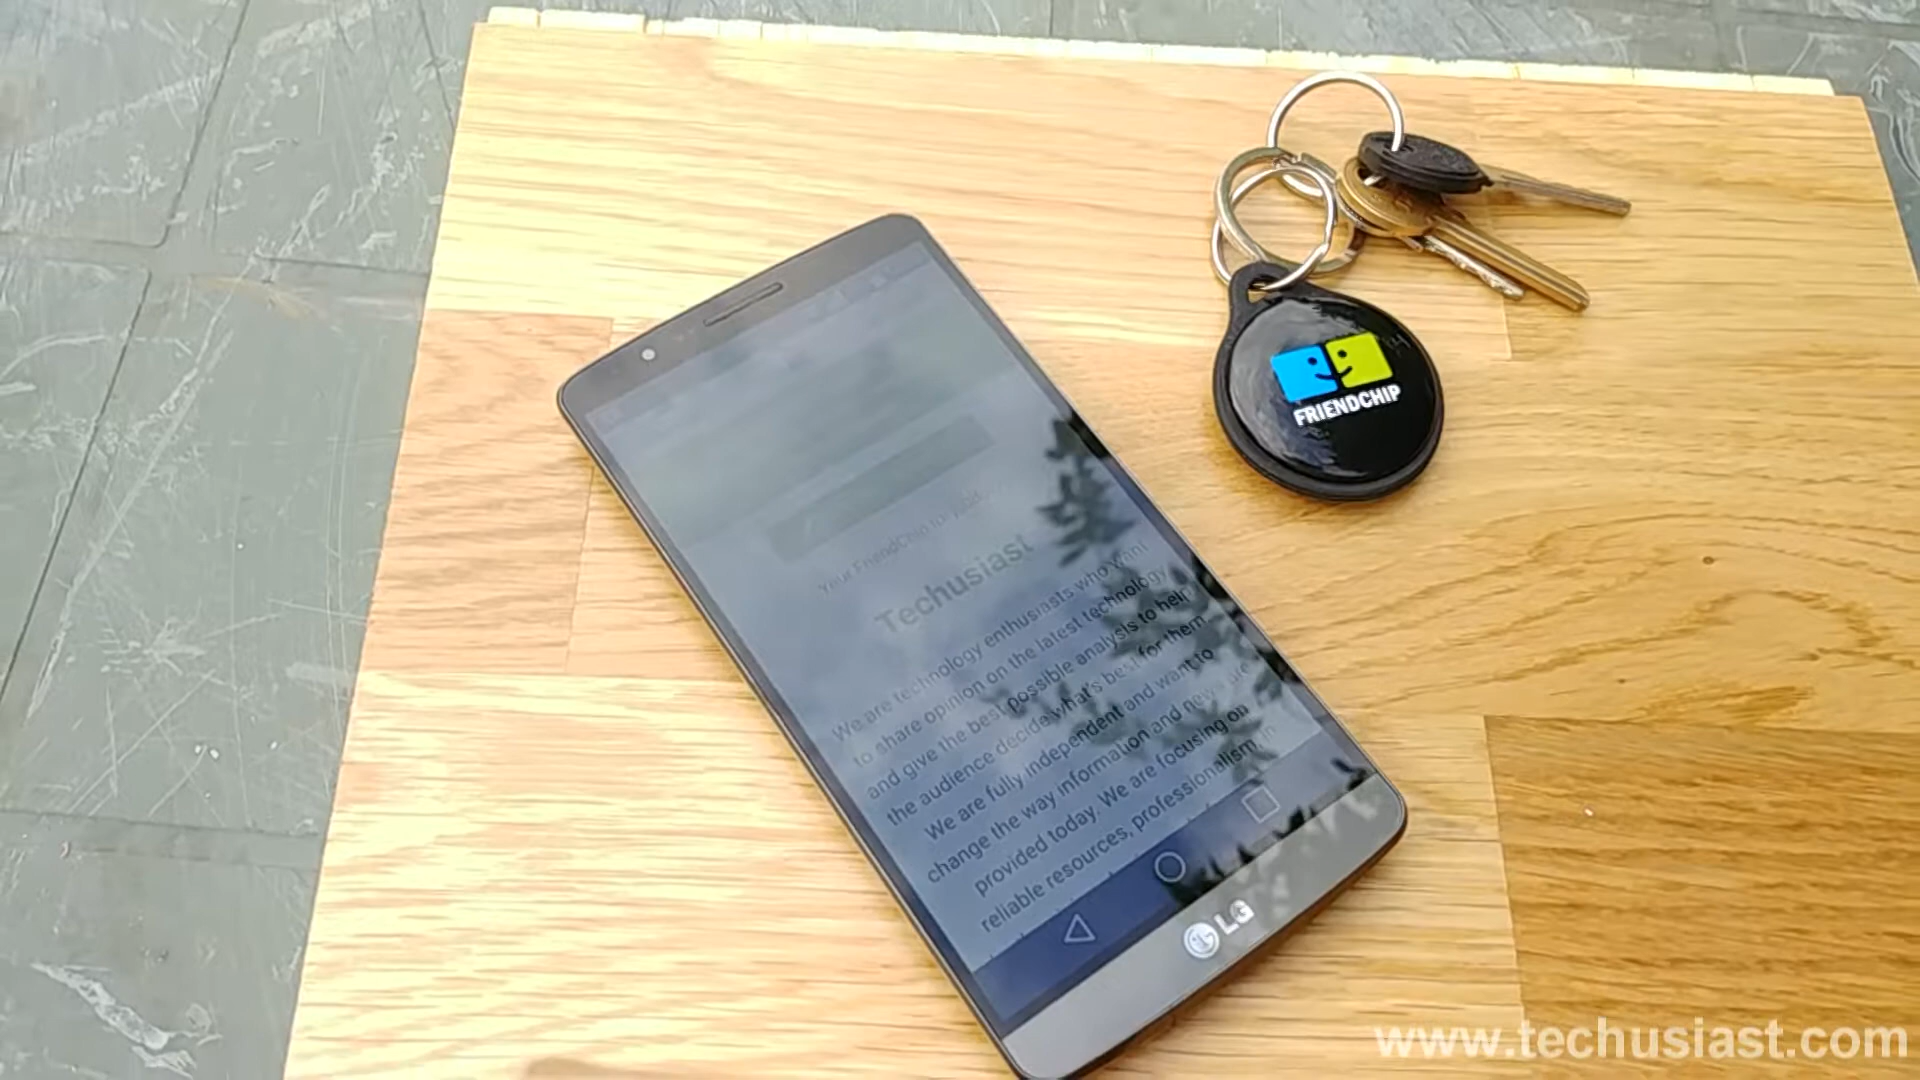 FRIENDCHIP
Your FriendChip for
Techusiast
We are technology enthusiasts who want
to share opinion on the latest technology
and give the best possible analysis to help
the audience decide what's best for them.
We are fully independent and want to
change the way information and news are
provided today. We are focusing on
reliable resources, professionalism in
LG
www.techusiast.com